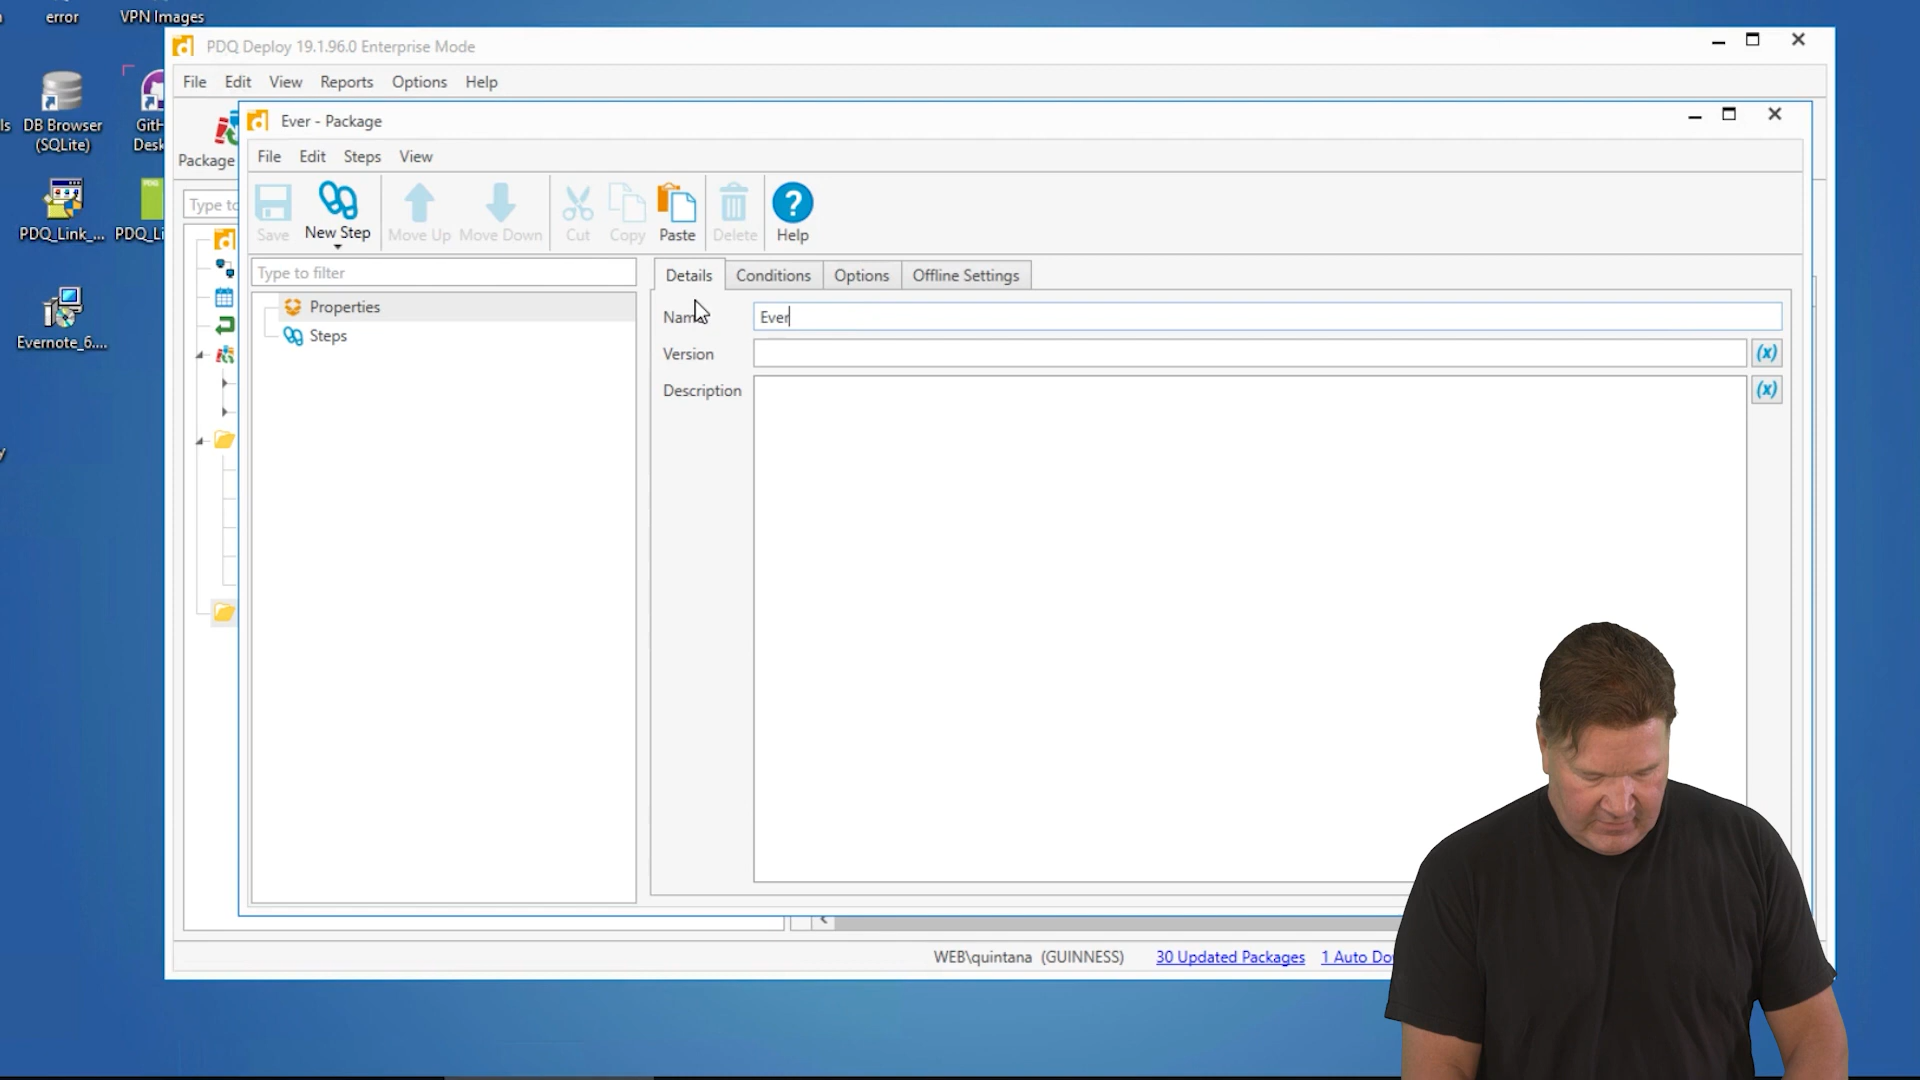 error
VPN Images
PDQ Deploy 19.1.96.0 Enterprise Mode
File Edit View Reports Options Help
DB Browser
(SQLite)
Package
Type to
PDQ_Link_...
Evernote_6....
Ever - Package
File Edit Steps View
Save New Step Move Up Move Down Cut Copy Paste Delete Help
Type to filter
Properties
Steps
Details Conditions Options Offline Settings
Name Ever
Version (x)
Description (x)
WEB\quintana (GUINNESS) 30 Updated Packages